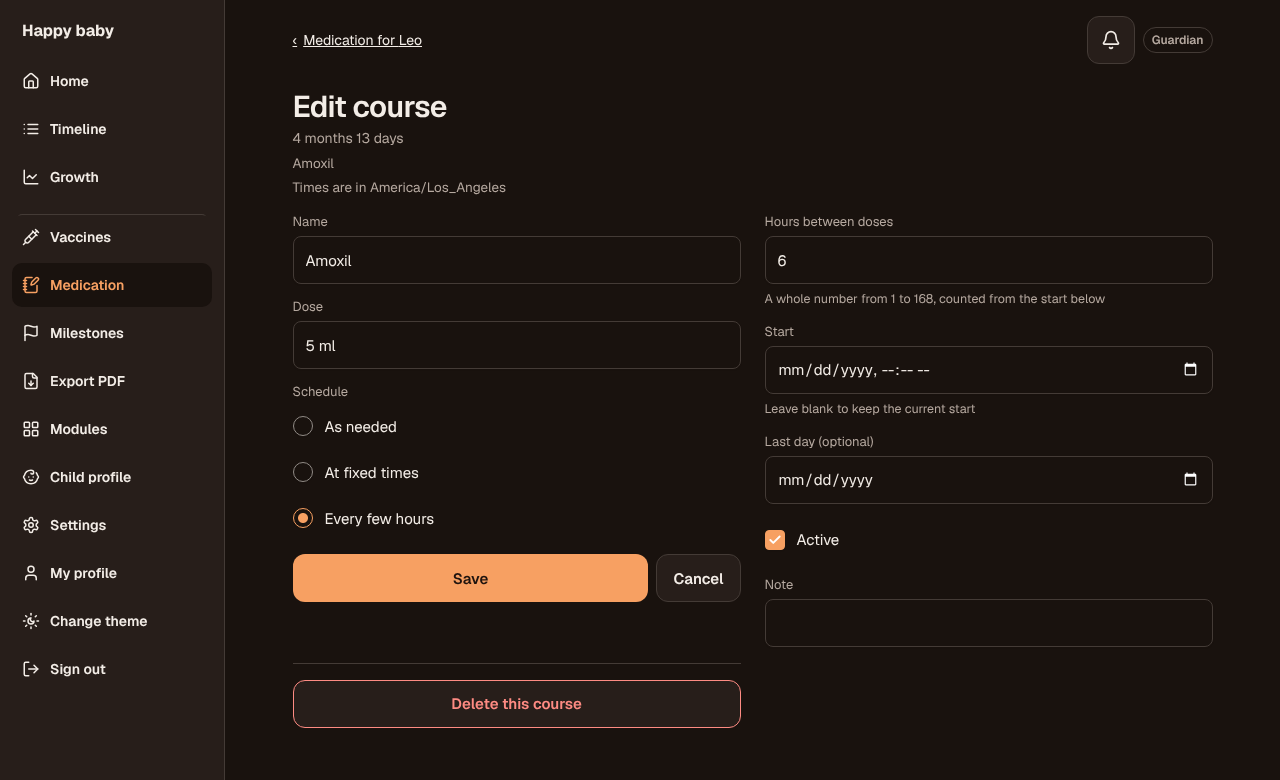 Happy baby
Home
Timeline
Growth
Vaccines
Medication
Milestones
Export PDF
Modules
Child profile
Settings
My profile
Change theme
Sign out
‹ Medication for Leo
Guardian
Edit course
4 months 13 days
Amoxil
Times are in America/Los_Angeles
Name
Amoxil
Dose
5 ml
Schedule
As needed
At fixed times
Every few hours
Save
Cancel
Delete this course
Hours between doses
6
A whole number from 1 to 168, counted from the start below
Start
mm/dd/yyyy, --:-- --
Leave blank to keep the current start
Last day (optional)
mm/dd/yyyy
Active
Note